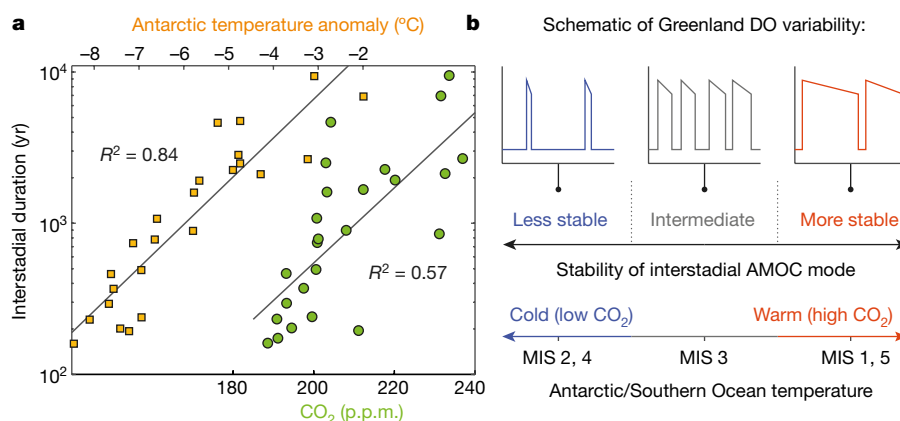 a
Antarctic temperature anomaly (ºC)
−8 −7 −6 −5 −4 −3 −2
10⁴
10³
10²
Interstadial duration (yr)
R² = 0.84
R² = 0.57
180 200 220 240
CO₂ (p.p.m.)
b
Schematic of Greenland DO variability:
Less stable Intermediate More stable
Stability of interstadial AMOC mode
Cold (low CO₂) Warm (high CO₂)
MIS 2, 4 MIS 3 MIS 1, 5
Antarctic/Southern Ocean temperature